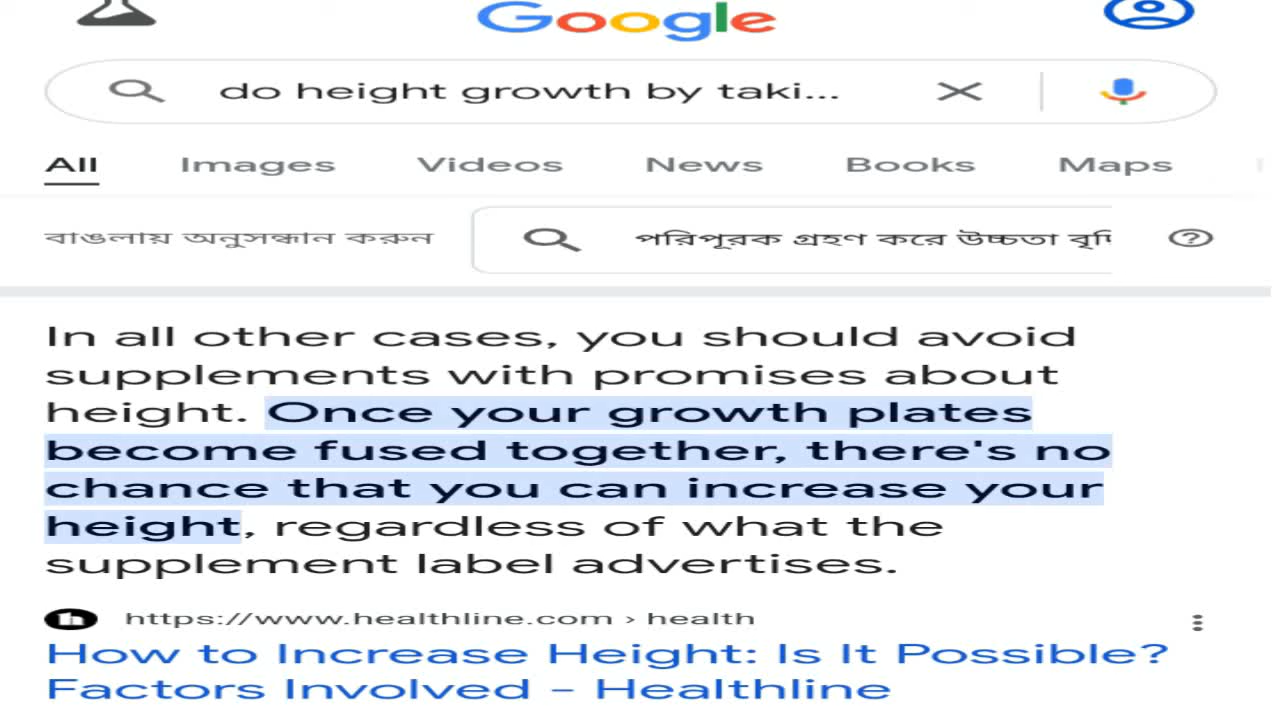 Google
do height growth by taki...
All Images Videos News Books Maps
বাঙলায় অনুসন্ধান করুন
পরিপূরক গ্রহণ করে উচ্চতা
In all other cases, you should avoid
supplements with promises about
height. Once your growth plates
become fused together, there's no
chance that you can increase your
height, regardless of what the
supplement label advertises.
https://www.healthline.com › health
How to Increase Height: Is It Possible?
Factors Involved - Healthline